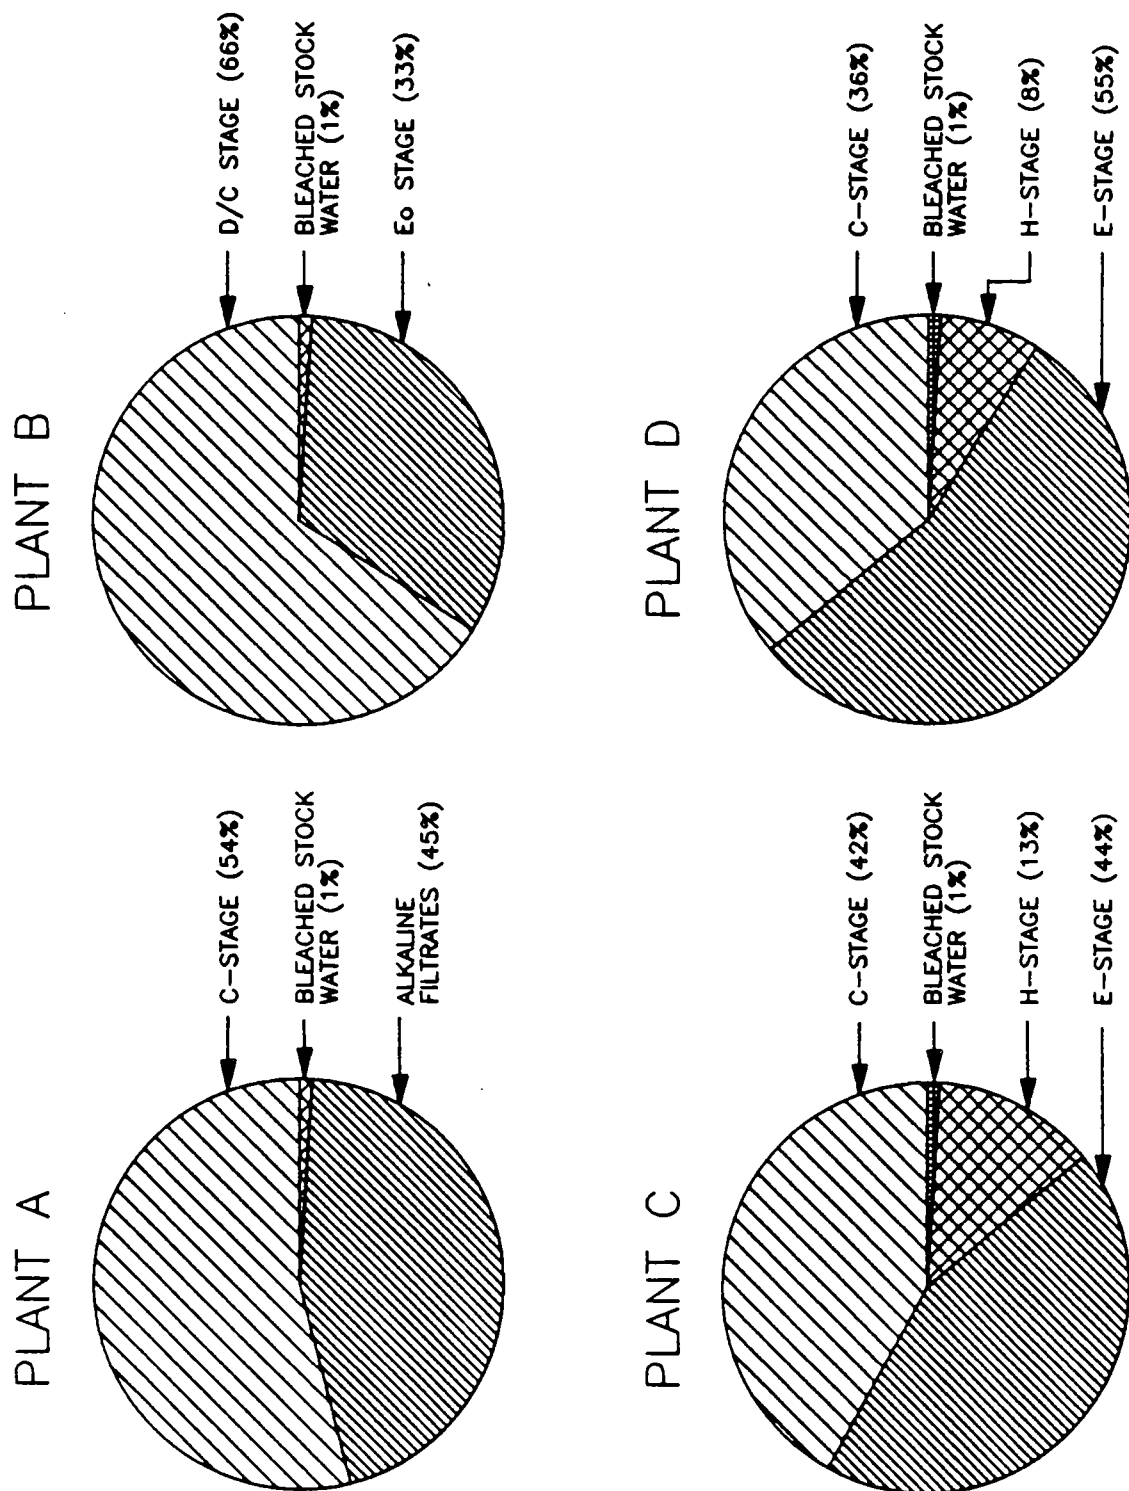 PLANT A
C-STAGE (54%)
BLEACHED STOCK
WATER (1%)
ALKALINE
FILTRATES (45%)
PLANT B
D/C STAGE (66%)
BLEACHED STOCK
WATER (1%)
Eo STAGE (33%)
PLANT C
C-STAGE (42%)
BLEACHED STOCK
WATER (1%)
H-STAGE (13%)
E-STAGE (44%)
PLANT D
C-STAGE (36%)
BLEACHED STOCK
WATER (1%)
H-STAGE (8%)
E-STAGE (55%)